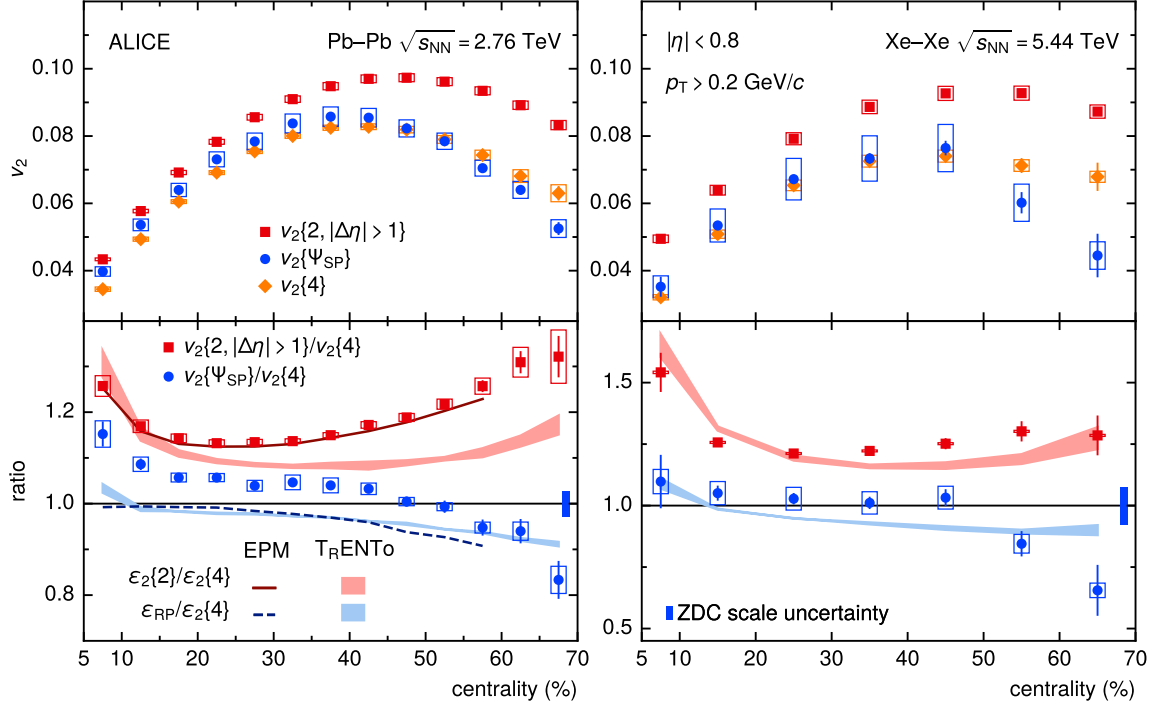 ALICE
Pb–Pb √sNN = 2.76 TeV
|η| < 0.8
Xe–Xe √sNN = 5.44 TeV
pT > 0.2 GeV/c
0.10
0.08
0.06
0.04
v2
v2{2, |Δη| > 1}
v2{ΨSP}
v2{4}
0.10
0.08
0.06
0.04
v2{2, |Δη| > 1}/v2{4}
v2{ΨSP}/v2{4}
1.2
1.0
0.8
ratio
EPM TRENTo
ε2{2}/ε2{4}
εRP/ε2{4}
1.5
1.0
0.5
ZDC scale uncertainty
5 10 20 30 40 50 60 70
centrality (%)
5 10 20 30 40 50 60 70
centrality (%)